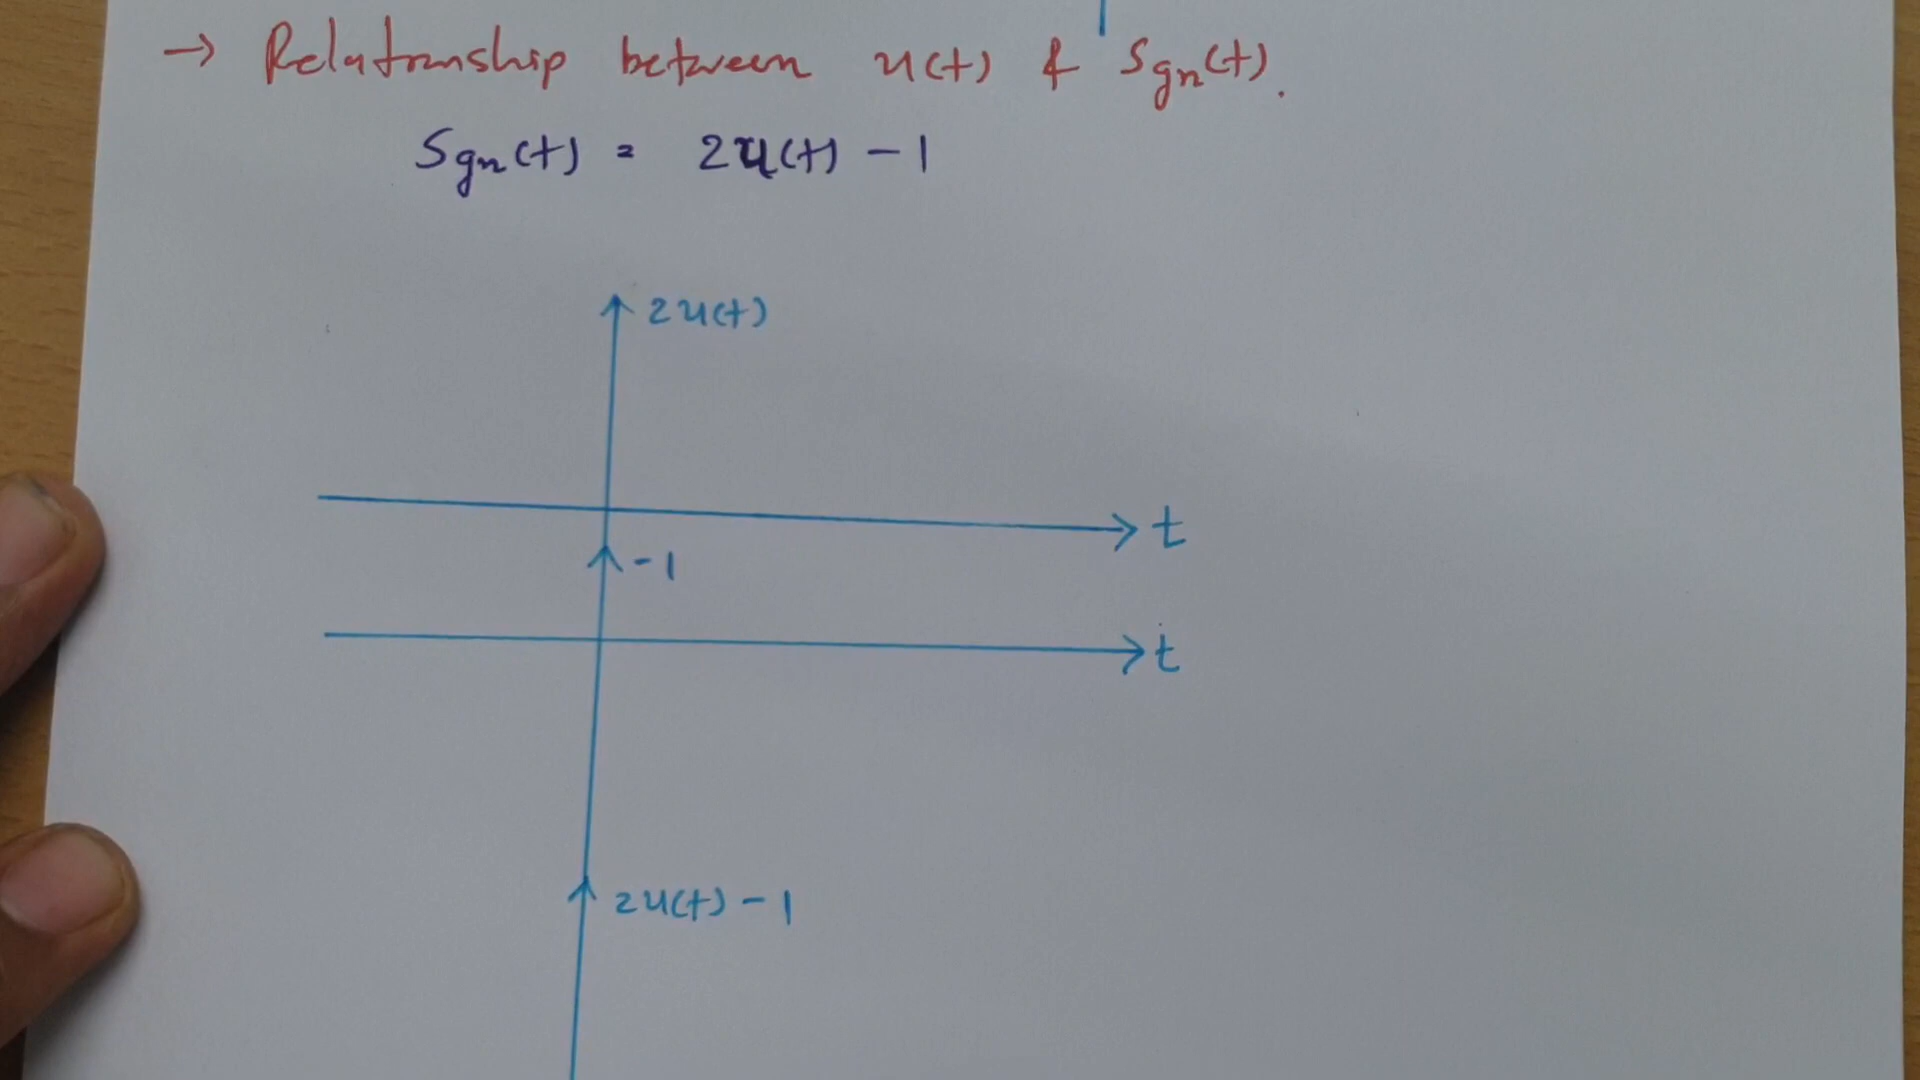 → Relationship between u(t) & Sgn(t).
Sgn(t) = 2u(t) - 1
2u(t)
t
-1
t
2u(t) - 1